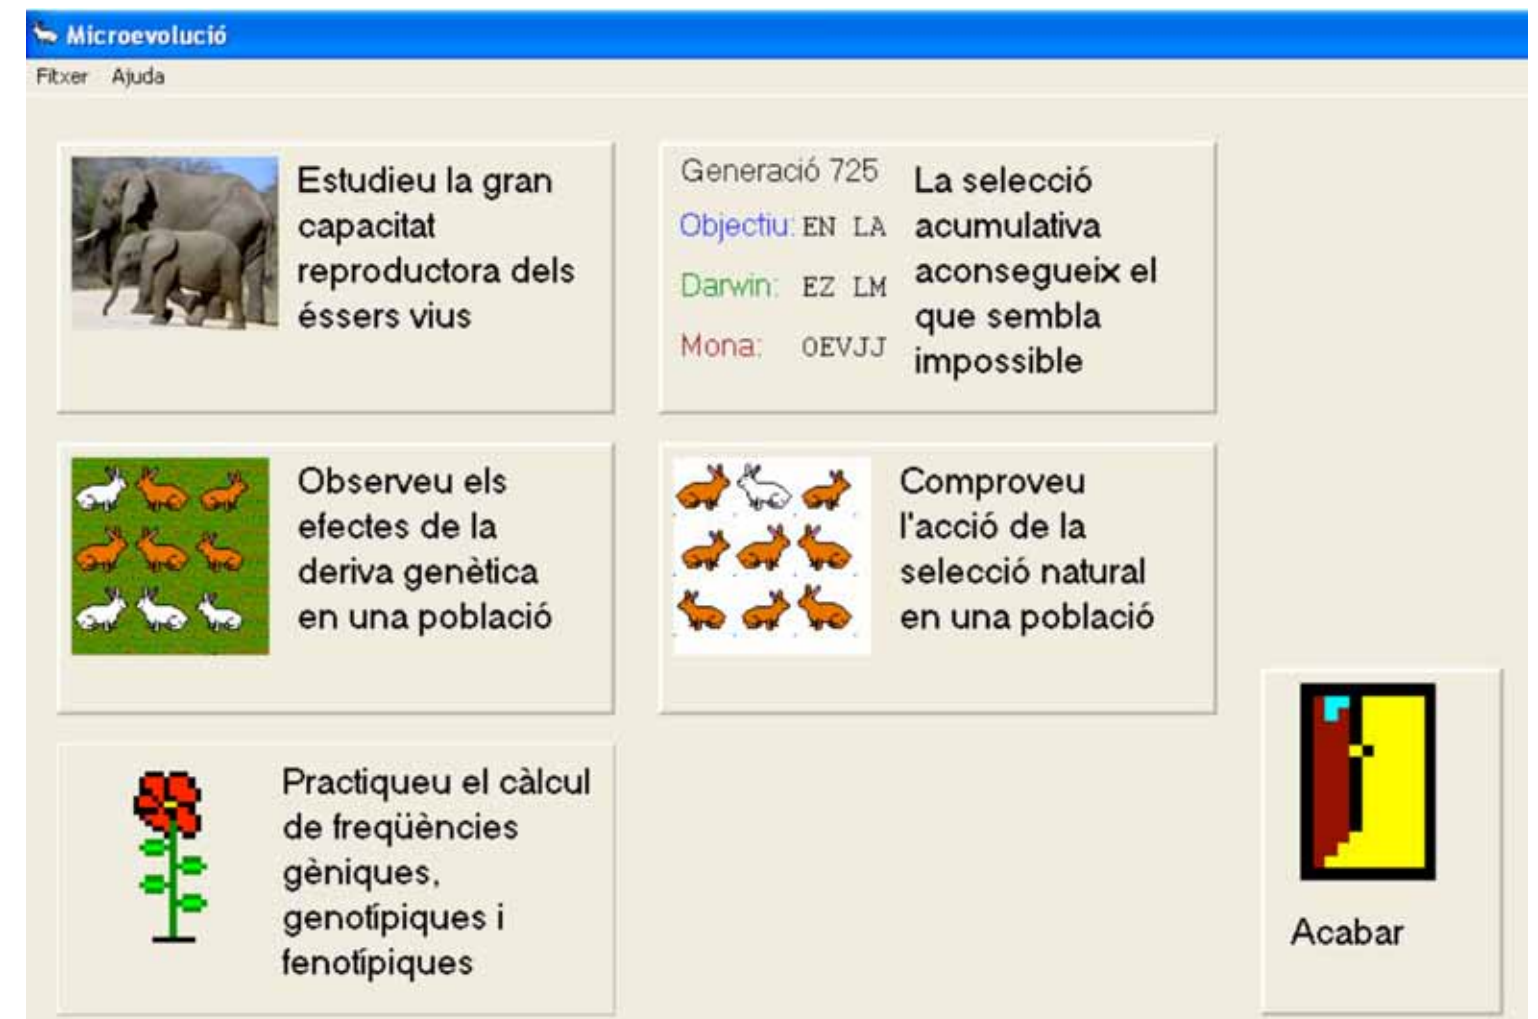 Microevolució
Fitxer Ajuda
Estudieu la gran
capacitat
reproductora dels
éssers vius
Generació 725
Objectiu: EN LA
Darwin: EZ LM
Mona: OEVJJ
La selecció
acumulativa
aconsegueix el
que sembla
impossible
Observeu els
efectes de la
deriva genètica
en una població
Comproveu
l'acció de la
selecció natural
en una població
Practiqueu el càlcul
de freqüències
gèniques,
genotípiques i
fenotípiques
Acabar